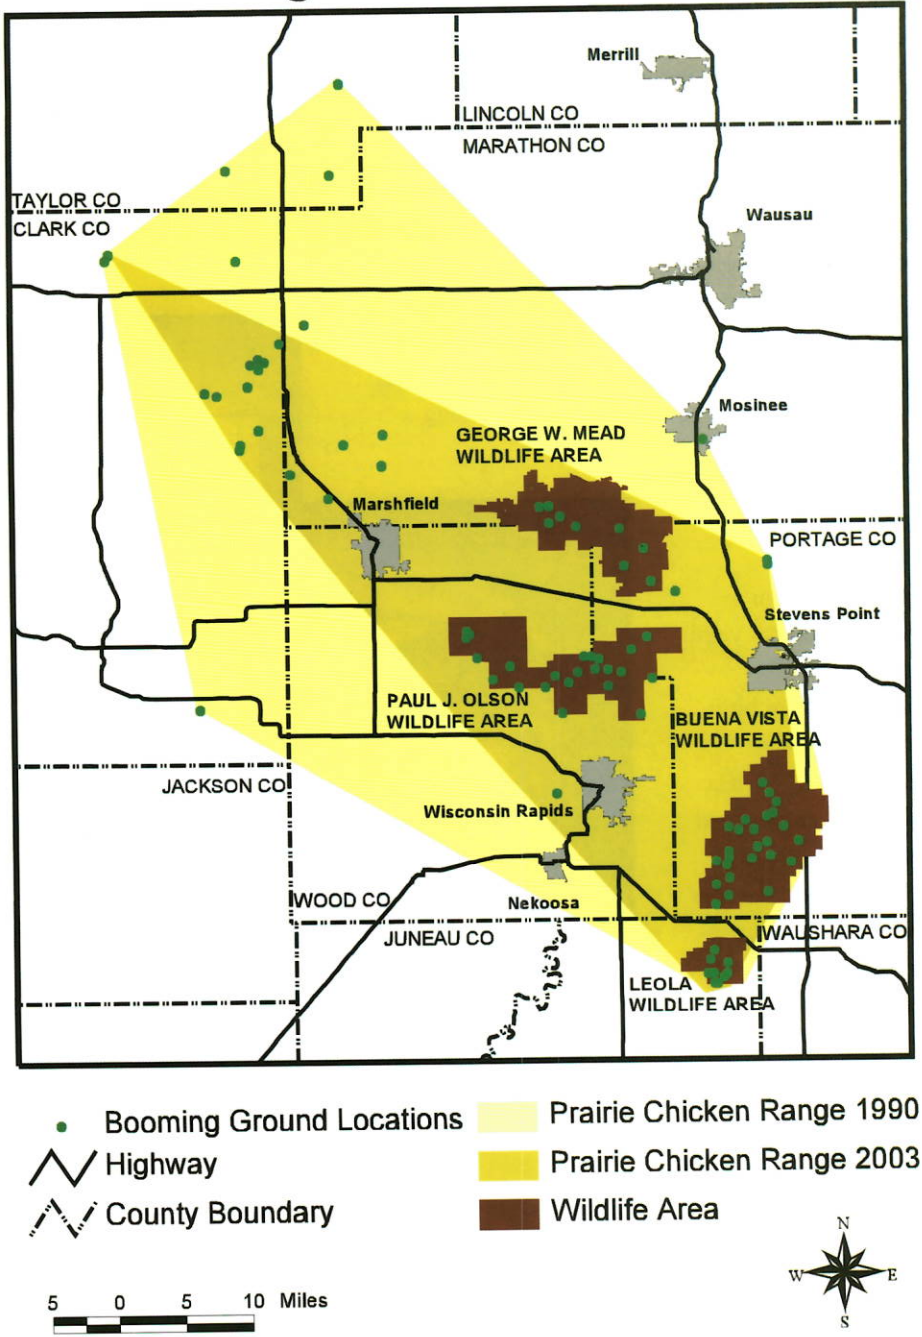 Merrill
LINCOLN CO
MARATHON CO
TAYLOR CO
CLARK CO
Wausau
Mosinee
GEORGE W. MEAD
WILDLIFE AREA
Marshfield
PORTAGE CO
Stevens Point
PAUL J. OLSON
WILDLIFE AREA
BUENA VISTA
WILDLIFE AREA
JACKSON CO
Wisconsin Rapids
WOOD CO
Nekoosa
JUNEAU CO
WAUSHARA CO
LEOLA
WILDLIFE AREA
Booming Ground Locations
Highway
County Boundary
Prairie Chicken Range 1990
Prairie Chicken Range 2003
Wildlife Area
N
W E
S
5 0 5 10 Miles